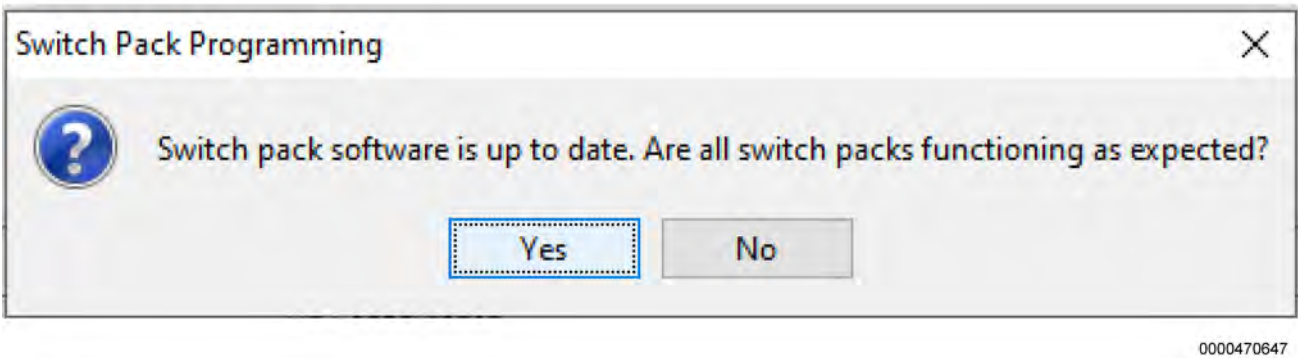 Switch Pack Programming
Switch pack software is up to date. Are all switch packs functioning as expected?
Yes
No
0000470647